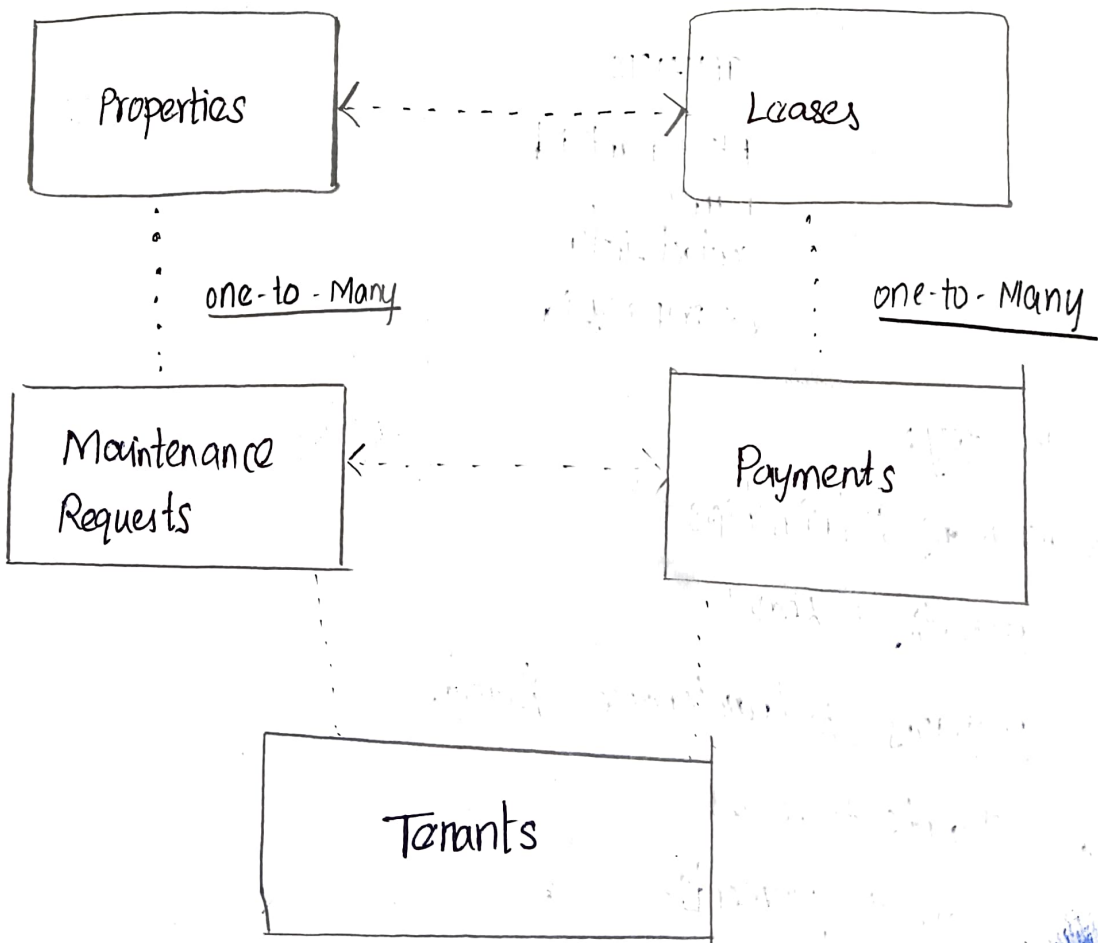 Properties
Leases
one-to-Many
one-to-Many
Maintenance
Requests
Payments
Tenants